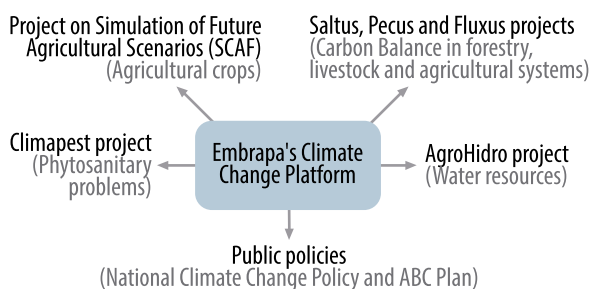 Project on Simulation of Future
Agricultural Scenarios (SCAF)
(Agricultural crops)
Saltus, Pecus and Fluxus projects
(Carbon Balance in forestry,
livestock and agricultural systems)
Climapest project
(Phytosanitary
problems)
Embrapa's Climate
Change Platform
AgroHidro project
(Water resources)
Public policies
(National Climate Change Policy and ABC Plan)